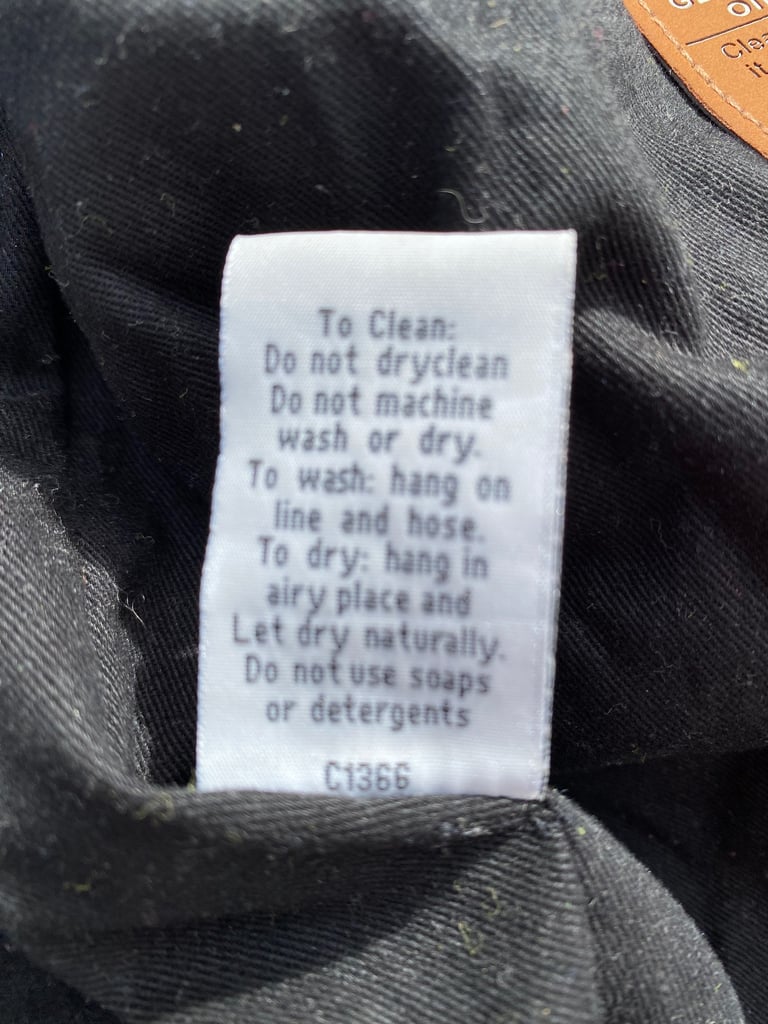 To Clean:
Do not dryclean
Do not machine
wash or dry.
To wash: hang on
line and hose.
To dry: hang in
airy place and
Let dry naturally.
Do not use soaps
or detergents
C1366
it